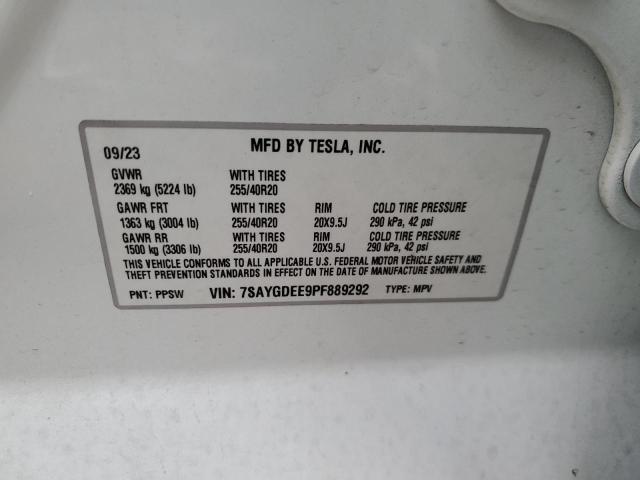 09/23 MFD BY TESLA, INC.
GVWR WITH TIRES
2369 kg (5224 lb) 255/40R20
GAWR FRT WITH TIRES RIM COLD TIRE PRESSURE
1363 kg (3004 lb) 255/40R20 20X9.5J 290 kPa, 42 psi
GAWR RR WITH TIRES RIM COLD TIRE PRESSURE
1500 kg (3306 lb) 255/40R20 20X9.5J 290 kPa, 42 psi
THIS VEHICLE CONFORMS TO ALL APPLICABLE U.S. FEDERAL MOTOR VEHICLE SAFETY AND
THEFT PREVENTION STANDARDS IN EFFECT ON THE DATE OF MANUFACTURE SHOWN ABOVE.
PNT: PPSW VIN: 7SAYGDEE9PF889292 TYPE: MPV